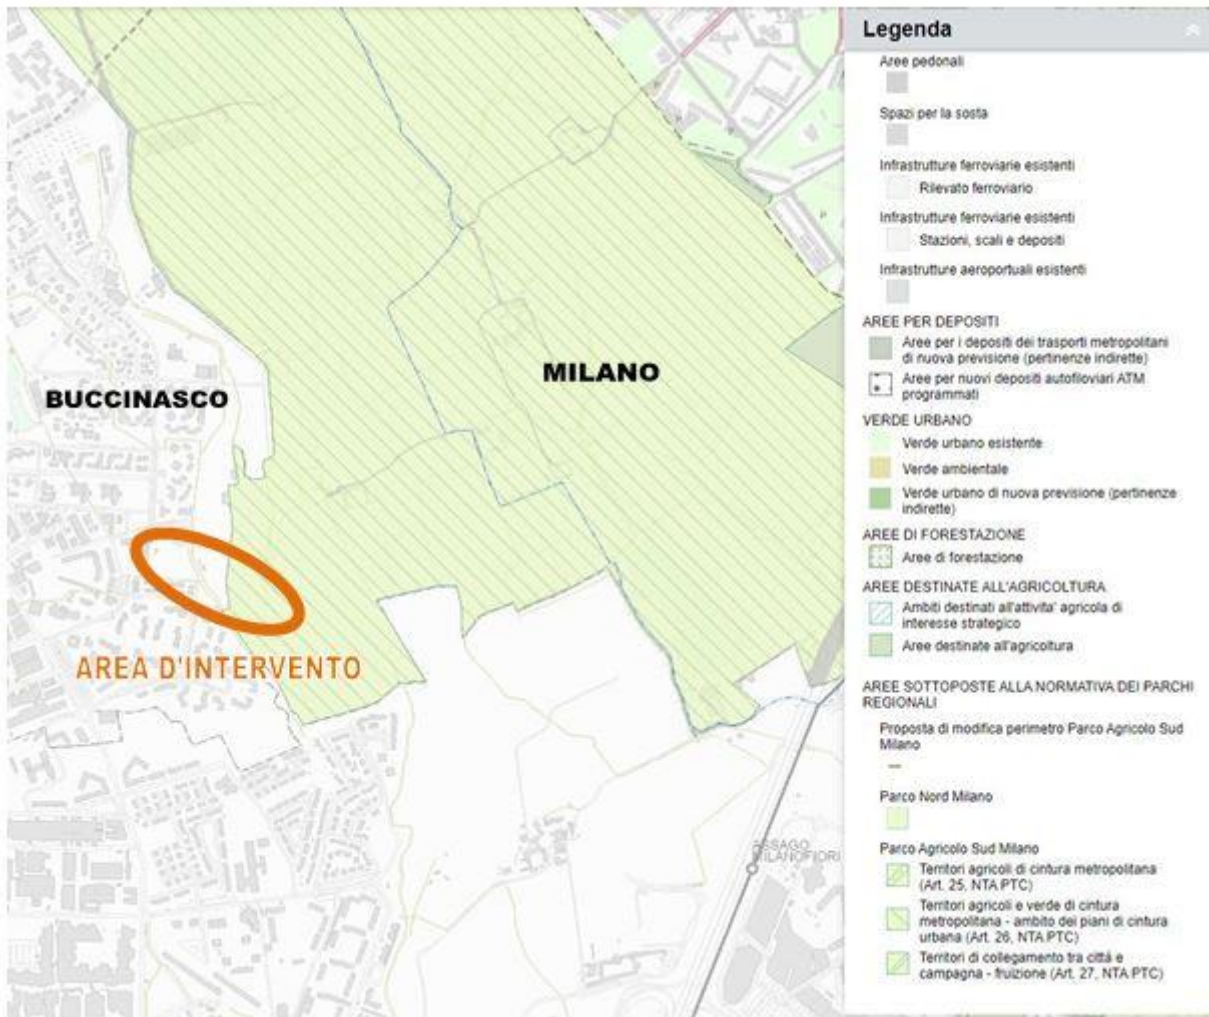 Legenda
Aree pedonali
Spazi per la sosta
Infrastrutture ferroviarie esistenti
Rilevato ferroviario
Infrastrutture ferroviarie esistenti
Stazioni, scali e depositi
Infrastrutture aeroportuali esistenti
AREE PER DEPOSITI
Aree per i depositi dei trasporti metropolitani
di nuova previsione (pertinenze indirette)
Aree per nuovi depositi autofiloviari ATM
programmati
VERDE URBANO
Verde urbano esistente
Verde ambientale
Verde urbano di nuova previsione (pertinenze
indirette)
AREE DI FORESTAZIONE
Aree di forestazione
AREE DESTINATE ALL'AGRICOLTURA
Ambiti destinati all'attivita' agricola di
interesse strategico
Aree destinate all'agricoltura
AREE SOTTOPOSTE ALLA NORMATIVA DEI PARCHI
REGIONALI
Proposta di modifica perimetro Parco Agricolo Sud
Milano
Parco Nord Milano
Parco Agricolo Sud Milano
Territori agricoli di cintura metropolitana
(Art. 25, NTA PTC)
Territori agricoli e verde di cintura
metropolitana - ambito dei piani di cintura
urbana (Art. 26, NTA PTC)
Territori di collegamento tra città e
campagna - fruizione (Art. 27, NTA PTC)
MILANO
BUCCINASCO
AREA D'INTERVENTO
ASSAGO
MILANOFIORI